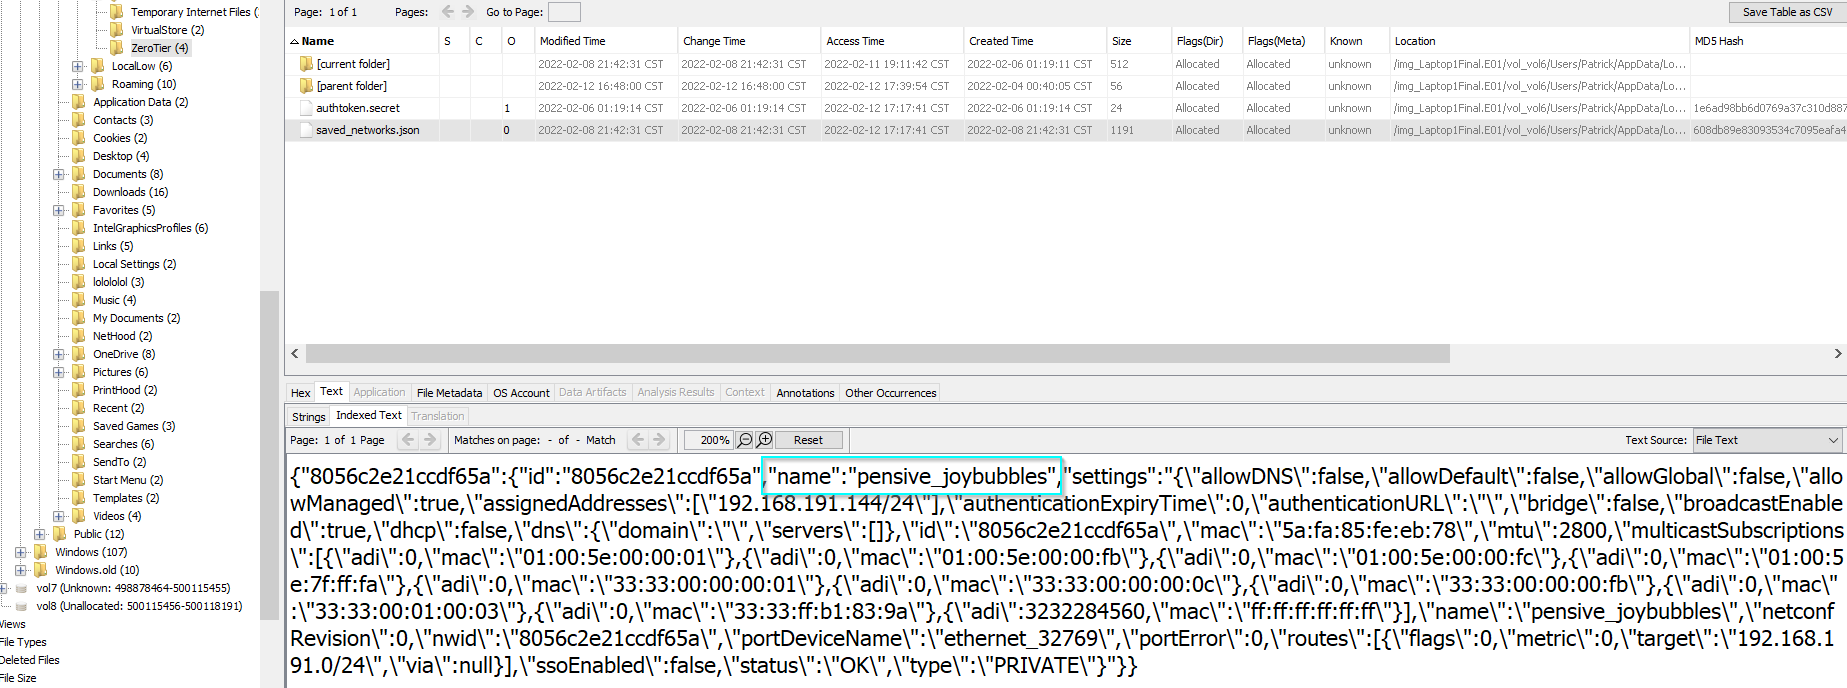 Temporary Internet Files (
VirtualStore (2)
ZeroTier (4)
LocalLow (6)
Roaming (10)
Application Data (2)
Contacts (3)
Cookies (2)
Desktop (4)
Documents (8)
Downloads (16)
Favorites (5)
IntelGraphicsProfiles (6)
Links (5)
Local Settings (2)
lolololol (3)
Music (4)
My Documents (2)
NetHood (2)
OneDrive (8)
Pictures (6)
PrintHood (2)
Recent (2)
Saved Games (3)
Searches (6)
SendTo (2)
Start Menu (2)
Templates (2)
Videos (4)
Public (12)
Windows (107)
Windows.old (10)
vol7 (Unknown: 498878464-500115455)
vol8 (Unallocated: 500115456-500118191)
Views
File Types
Deleted Files
File Size
Page: 1 of 1 Pages: Go to Page: Save Table as CSV
Name S C O Modified Time Change Time Access Time Created Time Size Flags(Dir) Flags(Meta) Known Location MD5 Hash
[current folder] 2022-02-08 21:42:31 CST 2022-02-08 21:42:31 CST 2022-02-11 19:11:42 CST 2022-02-06 01:19:11 CST 512 Allocated Allocated unknown /img_Laptop1Final.E01/vol_vol6/Users/Patrick/AppData/Lo...
[parent folder] 2022-02-12 16:48:00 CST 2022-02-12 16:48:00 CST 2022-02-12 17:39:54 CST 2022-02-04 00:40:05 CST 56 Allocated Allocated unknown /img_Laptop1Final.E01/vol_vol6/Users/Patrick/AppData/Lo...
authtoken.secret 1 2022-02-06 01:19:14 CST 2022-02-06 01:19:14 CST 2022-02-12 17:17:41 CST 2022-02-06 01:19:14 CST 24 Allocated Allocated unknown /img_Laptop1Final.E01/vol_vol6/Users/Patrick/AppData/Lo... 1e6ad98bb6d0769a37c310d887
saved_networks.json 0 2022-02-08 21:42:31 CST 2022-02-08 21:42:31 CST 2022-02-12 17:17:41 CST 2022-02-08 21:42:31 CST 1191 Allocated Allocated unknown /img_Laptop1Final.E01/vol_vol6/Users/Patrick/AppData/Lo... 608db89e83093534c7095eafa4
Hex Text Application File Metadata OS Account Data Artifacts Analysis Results Context Annotations Other Occurrences
Strings Indexed Text Translation
Page: 1 of 1 Page Matches on page: - of - Match 200% Reset Text Source: File Text
{"8056c2e21ccdf65a":{"id":"8056c2e21ccdf65a","name":"pensive_joybubbles","settings":"{\"allowDNS\":false,\"allowDefault\":false,\"allowGlobal\":false,\"allo
wManaged\":true,\"assignedAddresses\":[\"192.168.191.144/24\"],\"authenticationExpiryTime\":0,\"authenticationURL\":\"\",\"bridge\":false,\"broadcastEnable
d\":true,\"dhcp\":false,\"dns\":{\"domain\":\"\",\"servers\":[]},\"id\":\"8056c2e21ccdf65a\",\"mac\":\"5a:fa:85:fe:eb:78\",\"mtu\":2800,\"multicastSubscriptions
\":[{\"adi\":0,\"mac\":\"01:00:5e:00:00:01\"},{\"adi\":0,\"mac\":\"01:00:5e:00:00:fb\"},{\"adi\":0,\"mac\":\"01:00:5e:00:00:fc\"},{\"adi\":0,\"mac\":\"01:00:5
e:7f:ff:fa\"},{\"adi\":0,\"mac\":\"33:33:00:00:00:01\"},{\"adi\":0,\"mac\":\"33:33:00:00:00:0c\"},{\"adi\":0,\"mac\":\"33:33:00:00:00:fb\"},{\"adi\":0,\"mac\":
\"33:33:00:01:00:03\"},{\"adi\":0,\"mac\":\"33:33:ff:b1:83:9a\"},{\"adi\":3232284560,\"mac\":\"ff:ff:ff:ff:ff:ff\"}],\"name\":\"pensive_joybubbles\",\"netconf
Revision\":0,\"nwid\":\"8056c2e21ccdf65a\",\"portDeviceName\":\"ethernet_32769\",\"portError\":0,\"routes\":[{\"flags\":0,\"metric\":0,\"target\":\"192.168.1
91.0/24\",\"via\":null}],\"ssoEnabled\":false,\"status\":\"OK\",\"type\":\"PRIVATE\"}"}}